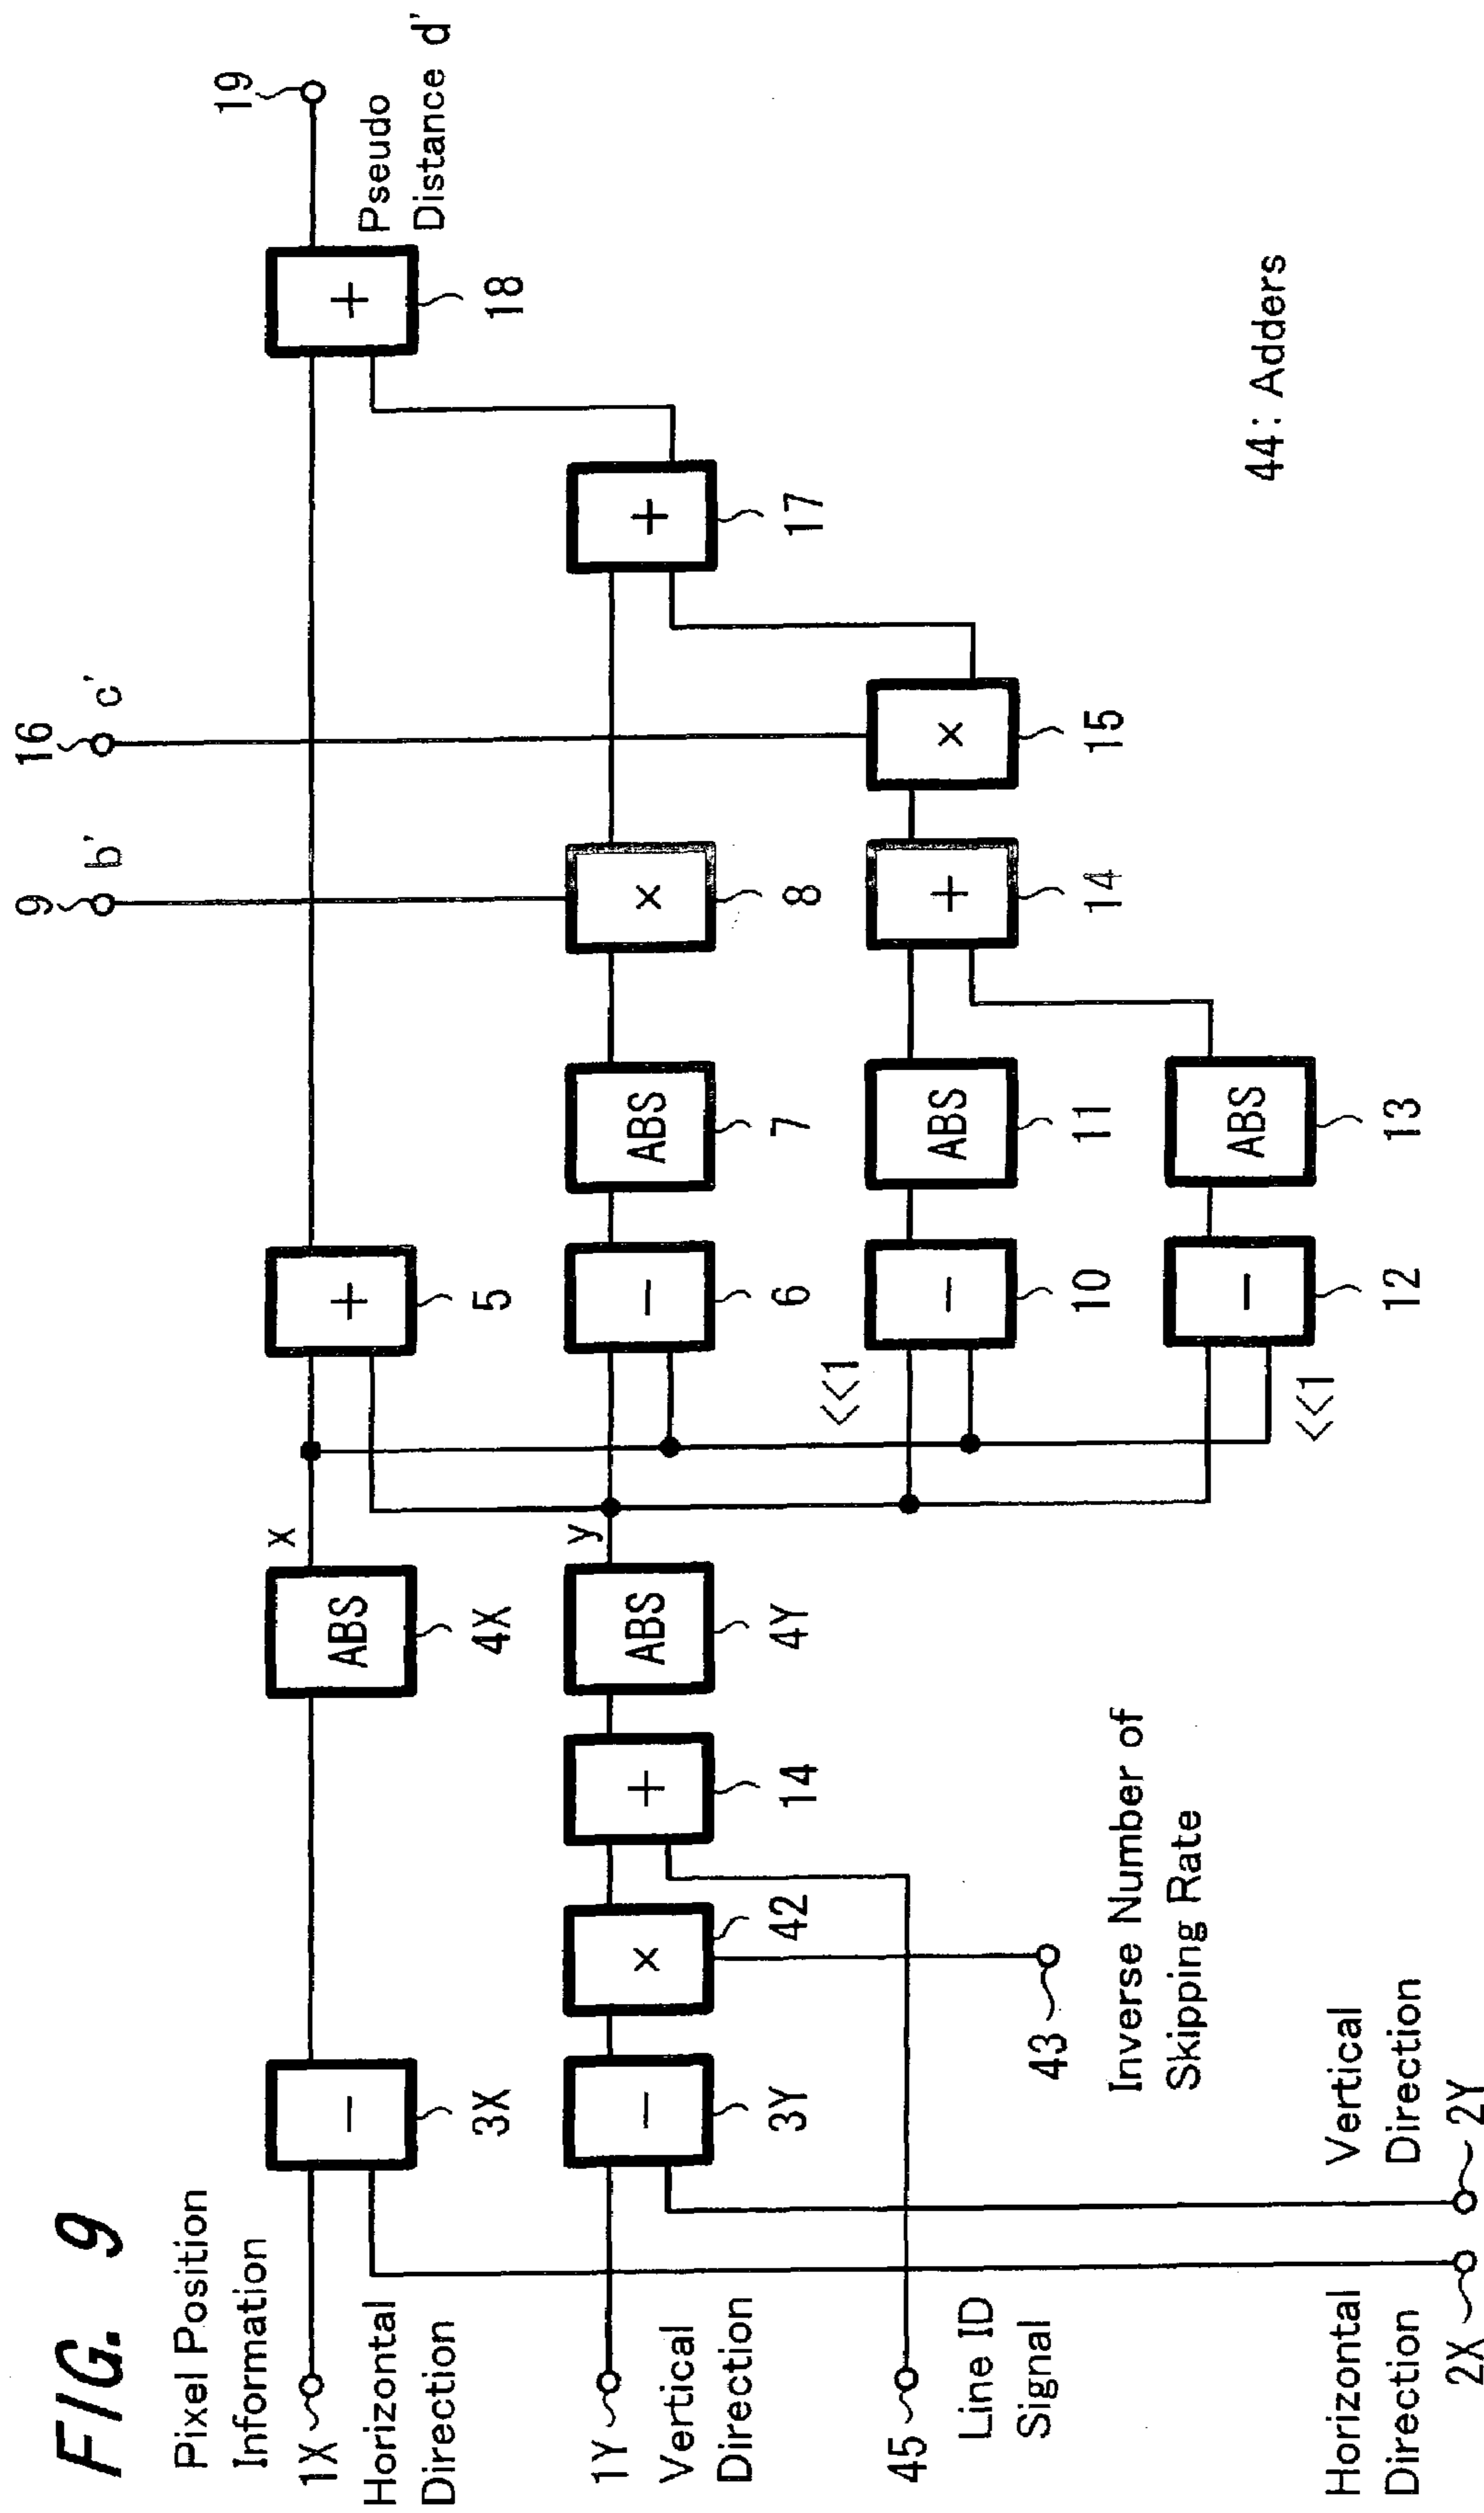 FIG. 9
Pixel Position
Information
1X
Horizontal
Direction
1Y
Vertical
Direction
45
Line ID
Signal
Horizontal
Direction
2X
Vertical
Direction
2Y
−
3X
−
3Y
×
42
43
Inverse Number of
Skipping Rate
+
14
ABS
4X
ABS
4Y
x
y
+
5
−
6
<<1
−
10
<<1
−
12
ABS
7
ABS
11
ABS
13
9
b'
×
8
+
14
16
c'
×
15
+
17
+
18
19
Pseudo
Distance d'
44: Adders